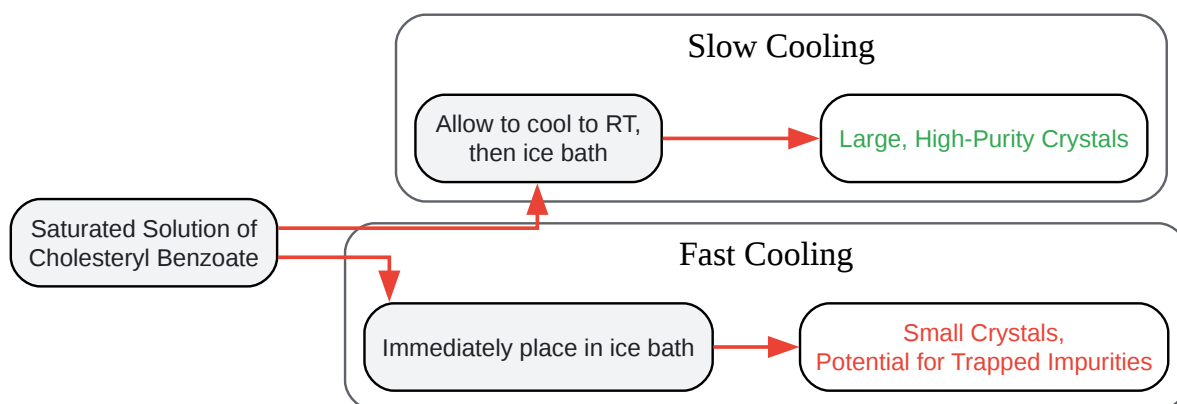 Slow Cooling
Allow to cool to RT,
then ice bath
Large, High-Purity Crystals
Saturated Solution of
Cholesteryl Benzoate
Fast Cooling
Immediately place in ice bath
Small Crystals,
Potential for Trapped Impurities